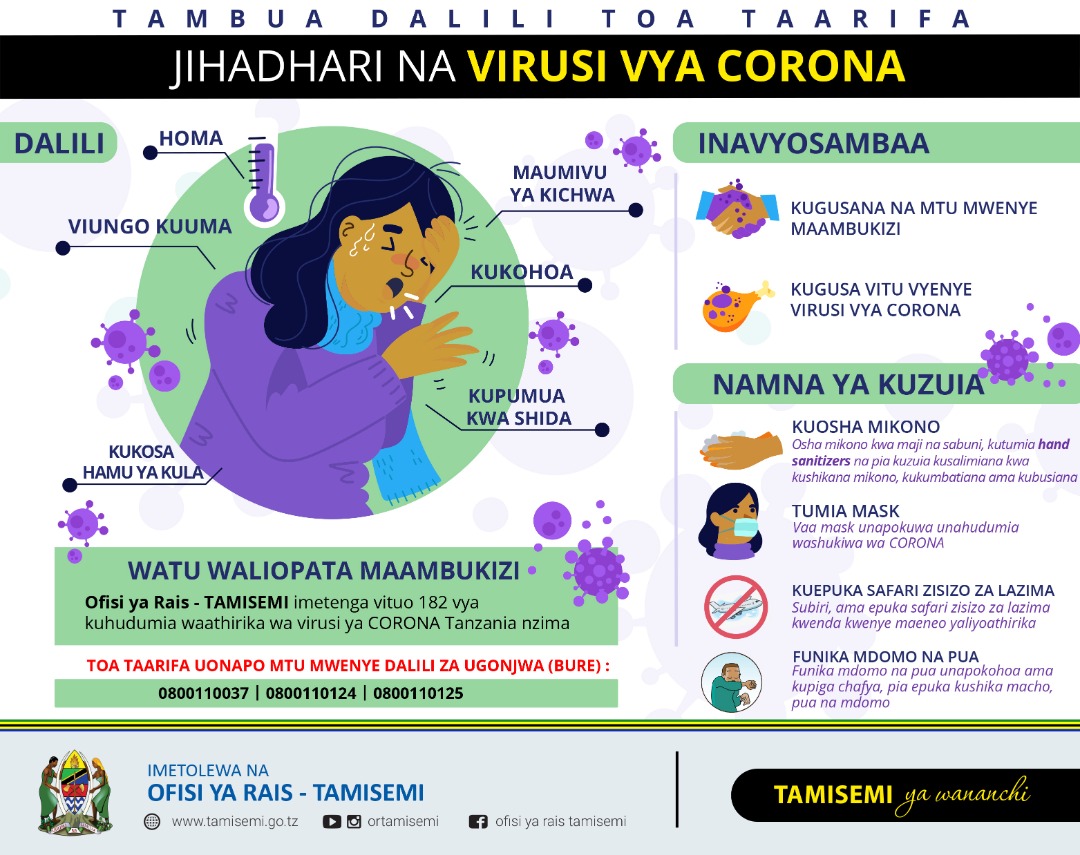 TAMBUA DALILI TOA TAARIFA
JIHADHARI NA VIRUSI VYA CORONA
DALILI
HOMA
VIUNGO KUUMA
MAUMIVU
YA KICHWA
KUKOHOA
KUPUMUA
KWA SHIDA
KUKOSA
HAMU YA KULA
WATU WALIOPATA MAAMBUKIZI
Ofisi ya Rais - TAMISEMI imetenga vituo 182 vya
kuhudumia waathirika wa virusi ya CORONA Tanzania nzima
TOA TAARIFA UONAPO MTU MWENYE DALILI ZA UGONJWA (BURE) :
0800110037 | 0800110124 | 0800110125
INAVYOSAMBAA
KUGUSANA NA MTU MWENYE
MAAMBUKIZI
KUGUSA VITU VYENYE
VIRUSI VYA CORONA
NAMNA YA KUZUIA
KUOSHA MIKONO
Osha mikono kwa maji na sabuni, kutumia hand
sanitizers na pia kuzuia kusalimiana kwa
kushikana mikono, kukumbatiana ama kubusiana
TUMIA MASK
Vaa mask unapokuwa unahudumia
washukiwa wa CORONA
KUEPUKA SAFARI ZISIZO ZA LAZIMA
Subiri, ama epuka safari zisizo za lazima
kwenda kwenye maeneo yaliyoathirika
FUNIKA MDOMO NA PUA
Funika mdomo na pua unapokohoa ama
kupiga chafya, pia epuka kushika macho,
pua na mdomo
IMETOLEWA NA
OFISI YA RAIS - TAMISEMI
www.tamisemi.go.tz ortamisemi ofisi ya rais tamisemi
TAMISEMI ya wananchi